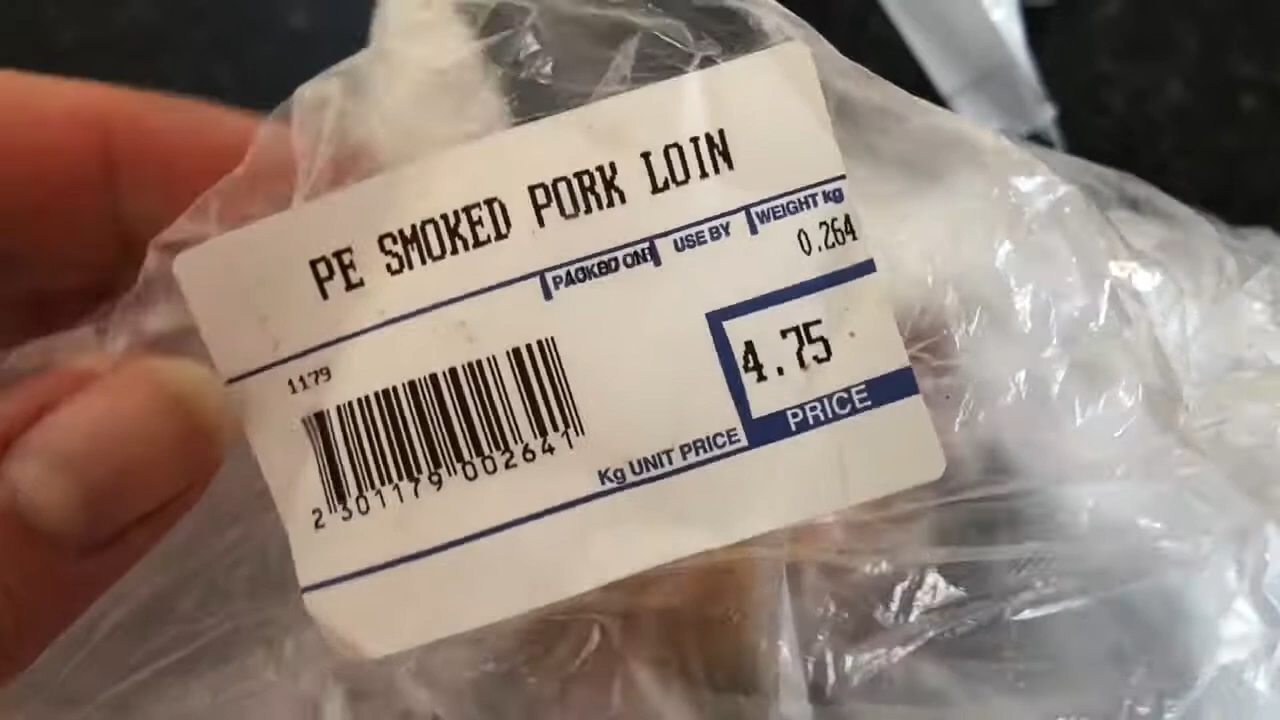 PE SMOKED PORK LOIN
PACKED ON
USE BY
WEIGHT kg
0.264
1179
4.75
PRICE
2 301179 002641
Kg UNIT PRICE